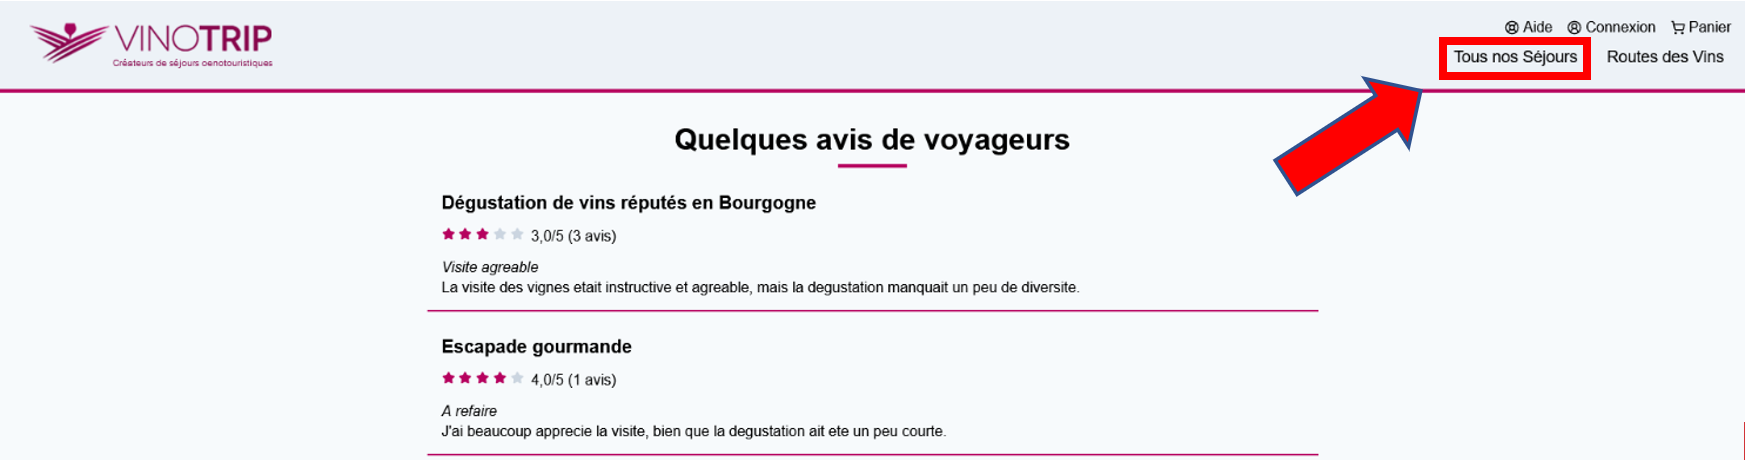 VINOTRIP
Créateurs de séjours oenotouristiques
Aide Connexion Panier
Tous nos Séjours Routes des Vins
Quelques avis de voyageurs
Dégustation de vins réputés en Bourgogne
3,0/5 (3 avis)
Visite agreable
La visite des vignes etait instructive et agreable, mais la degustation manquait un peu de diversite.
Escapade gourmande
4,0/5 (1 avis)
A refaire
J'ai beaucoup apprecie la visite, bien que la degustation ait ete un peu courte.